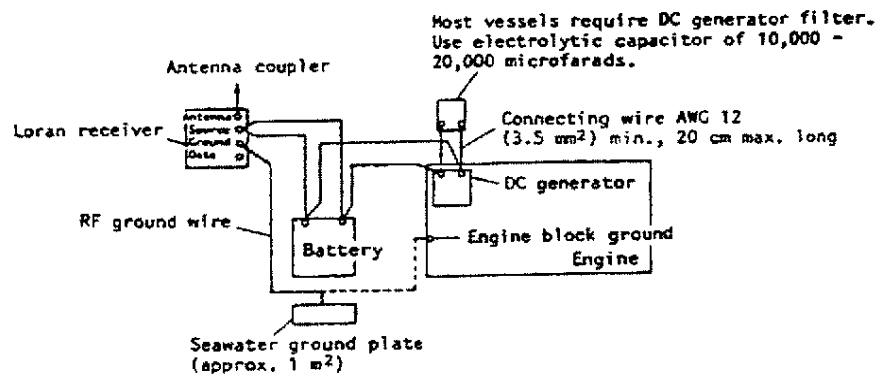 Most vessels require DC generator filter.
Use electrolytic capacitor of 10,000 -
20,000 microfarads.
Antenna coupler
Antenna
Source
Ground
Data
Loran receiver
Connecting wire AWG 12
(3.5 mm²) min., 20 cm max. long
DC generator
RF ground wire
Battery
Engine block ground
Engine
Seawater ground plate
(approx. 1 m²)